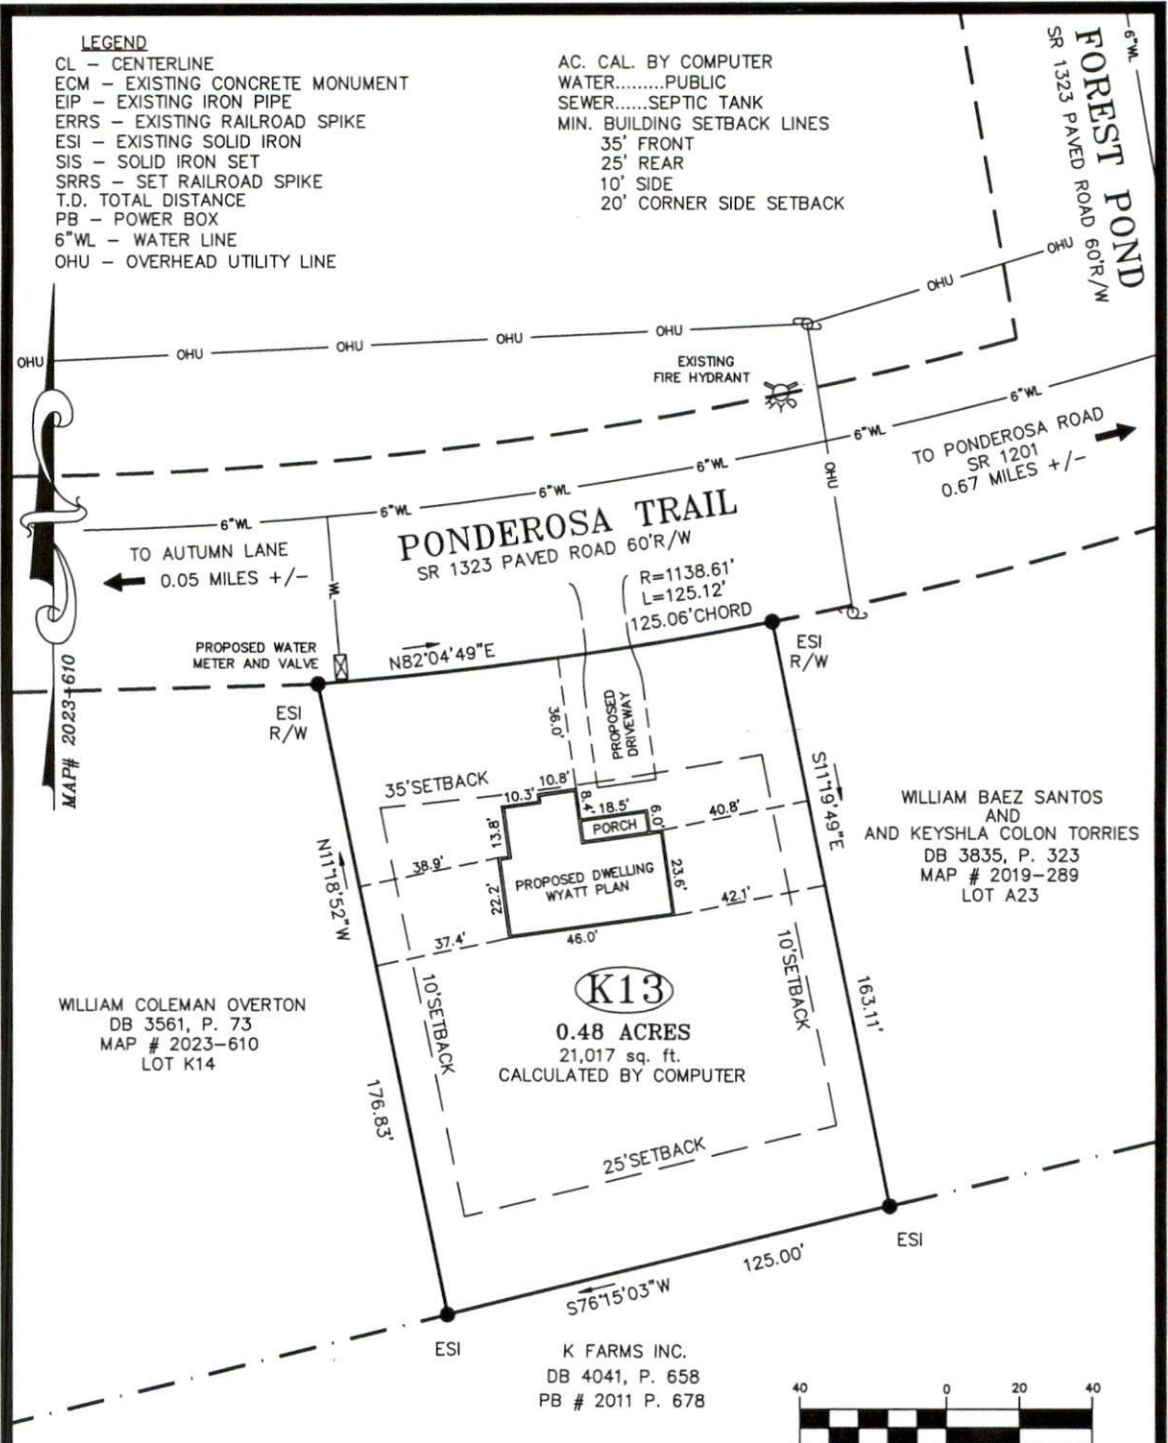 LEGEND
CL – CENTERLINE
ECM – EXISTING CONCRETE MONUMENT
EIP – EXISTING IRON PIPE
ERRS – EXISTING RAILROAD SPIKE
ESI – EXISTING SOLID IRON
SIS – SOLID IRON SET
SRRS – SET RAILROAD SPIKE
T.D. TOTAL DISTANCE
PB – POWER BOX
6"WL – WATER LINE
OHU – OVERHEAD UTILITY LINE
AC. CAL. BY COMPUTER
WATER.........PUBLIC
SEWER......SEPTIC TANK
MIN. BUILDING SETBACK LINES
35' FRONT
25' REAR
10' SIDE
20' CORNER SIDE SETBACK
6"WL
FOREST POND
SR 1323 PAVED ROAD 60'R/W
OHU
OHU
OHU
OHU
OHU
OHU
OHU
EXISTING
FIRE HYDRANT
6"WL
6"WL
6"WL
6"WL
6"WL
6"WL
OHU
TO PONDEROSA ROAD
SR 1201
0.67 MILES +/–
PONDEROSA TRAIL
SR 1323 PAVED ROAD 60'R/W
TO AUTUMN LANE
0.05 MILES +/–
WL
R=1138.61'
L=125.12'
125.06'CHORD
PROPOSED WATER
METER AND VALVE
N82°04'49"E
ESI
R/W
ESI
R/W
MAP# 2023-610
36.0'
PROPOSED
DRIVEWAY
35'SETBACK
10.3'
10.8'
8.4'
18.5'
6.0'
PORCH
40.8'
13.8'
38.9'
22.2'
PROPOSED DWELLING
WYATT PLAN
23.6'
42.1'
37.4'
46.0'
S11°19'49"E
N11°18'52"W
WILLIAM BAEZ SANTOS
AND
AND KEYSHLA COLON TORRIES
DB 3835, P. 323
MAP # 2019–289
LOT A23
K13
0.48 ACRES
21,017 sq. ft.
CALCULATED BY COMPUTER
10'SETBACK
10'SETBACK
163.11'
WILLIAM COLEMAN OVERTON
DB 3561, P. 73
MAP # 2023–610
LOT K14
176.83'
25'SETBACK
125.00'
S76°15'03"W
ESI
ESI
K FARMS INC.
DB 4041, P. 658
PB # 2011 P. 678
40 0 20 40